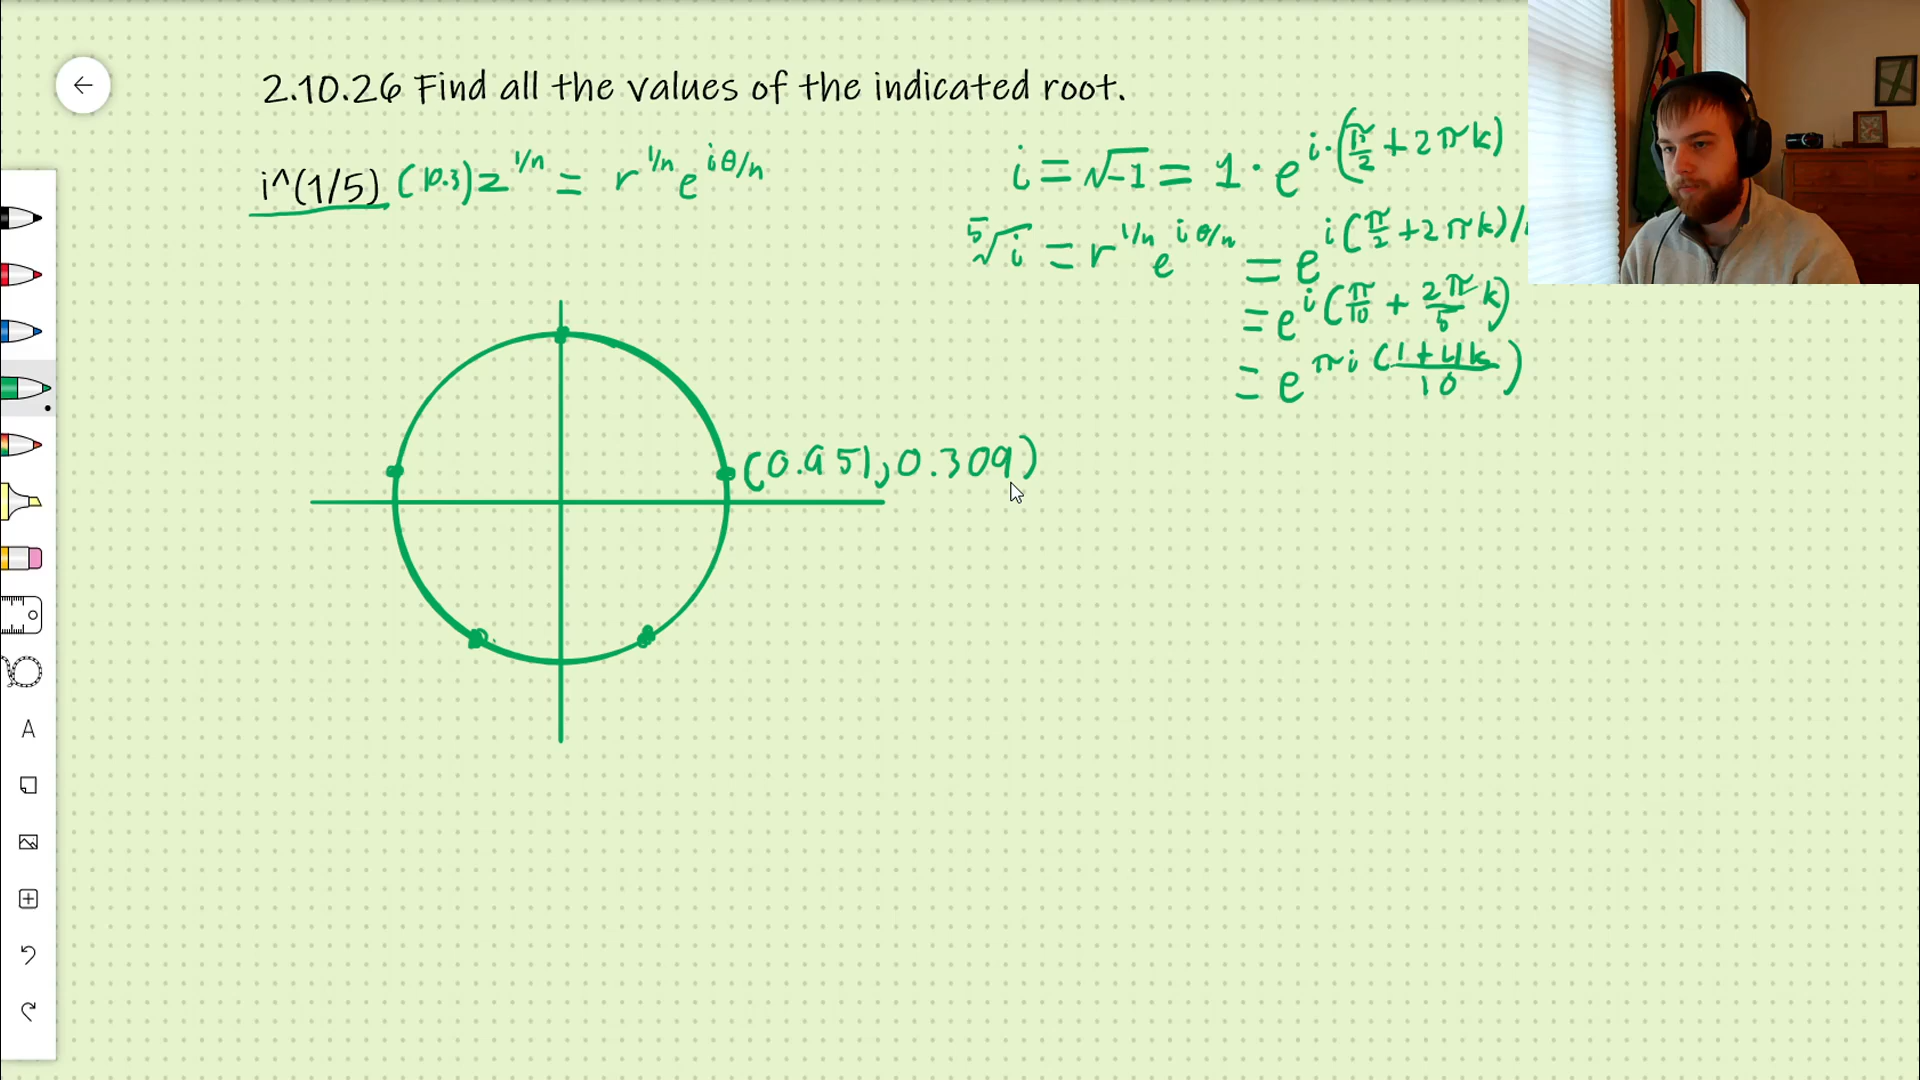 2.10.26 Find all the values of the indicated root.
i^(1/5) (10.3) z^{1/n} = r^{1/n} e^{iθ/n}
i = √-1 = 1 · e^{i·(π/2 + 2πk)}
⁵√i = r^{1/n} e^{iθ/n} = e^{i(π/2 + 2πk)/
= e^{i(π/10 + 2π/5 k)}
= e^{πi((1+4k)/10)}
(0.951, 0.309)
A